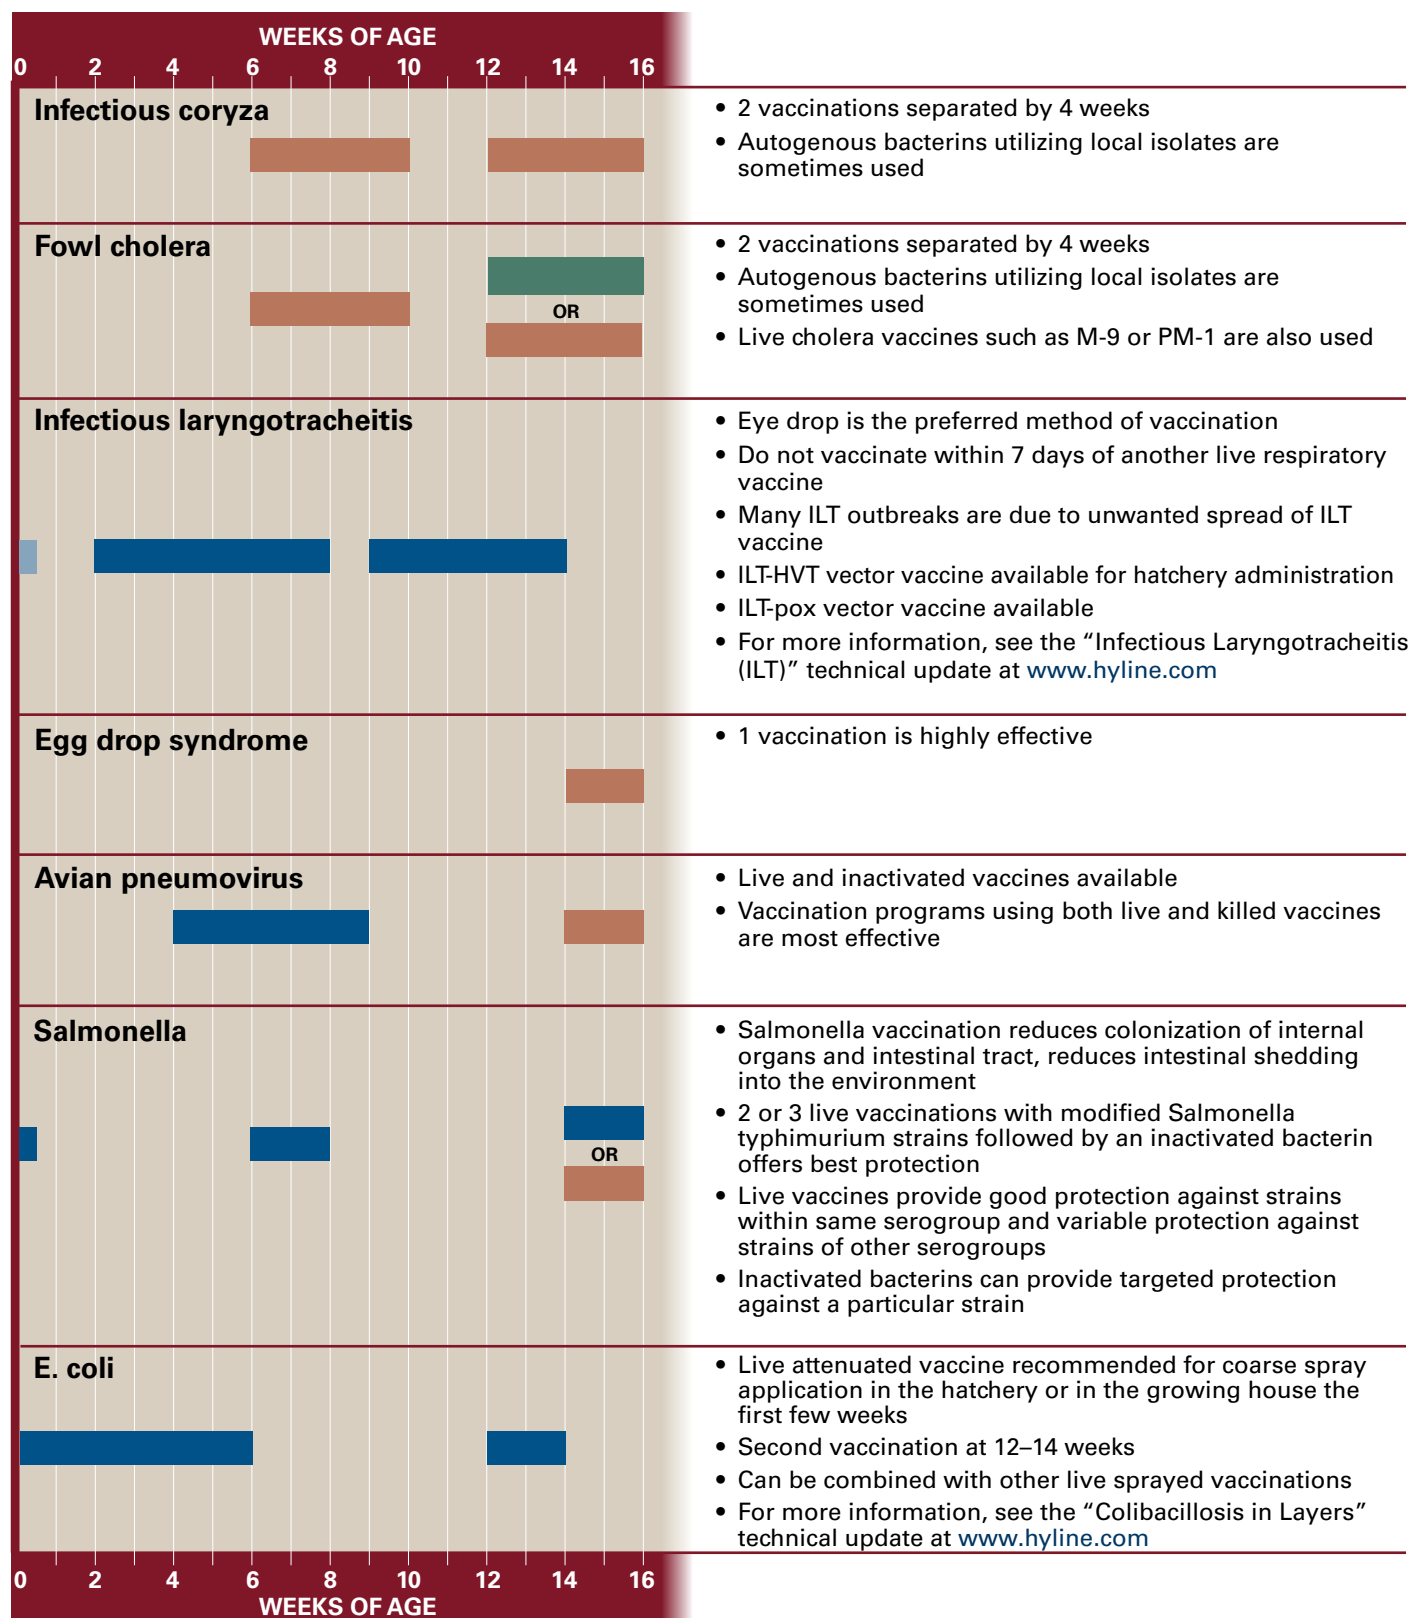 WEEKS OF AGE
0 2 4 6 8 10 12 14 16
Infectious coryza
• 2 vaccinations separated by 4 weeks
• Autogenous bacterins utilizing local isolates are
sometimes used
Fowl cholera
OR
• 2 vaccinations separated by 4 weeks
• Autogenous bacterins utilizing local isolates are
sometimes used
• Live cholera vaccines such as M-9 or PM-1 are also used
Infectious laryngotracheitis
• Eye drop is the preferred method of vaccination
• Do not vaccinate within 7 days of another live respiratory
vaccine
• Many ILT outbreaks are due to unwanted spread of ILT
vaccine
• ILT-HVT vector vaccine available for hatchery administration
• ILT-pox vector vaccine available
• For more information, see the “Infectious Laryngotracheitis
(ILT)” technical update at www.hyline.com
Egg drop syndrome
• 1 vaccination is highly effective
Avian pneumovirus
• Live and inactivated vaccines available
• Vaccination programs using both live and killed vaccines
are most effective
Salmonella
OR
• Salmonella vaccination reduces colonization of internal
organs and intestinal tract, reduces intestinal shedding
into the environment
• 2 or 3 live vaccinations with modified Salmonella
typhimurium strains followed by an inactivated bacterin
offers best protection
• Live vaccines provide good protection against strains
within same serogroup and variable protection against
strains of other serogroups
• Inactivated bacterins can provide targeted protection
against a particular strain
E. coli
• Live attenuated vaccine recommended for coarse spray
application in the hatchery or in the growing house the
first few weeks
• Second vaccination at 12–14 weeks
• Can be combined with other live sprayed vaccinations
• For more information, see the “Colibacillosis in Layers”
technical update at www.hyline.com
0 2 4 6 8 10 12 14 16
WEEKS OF AGE